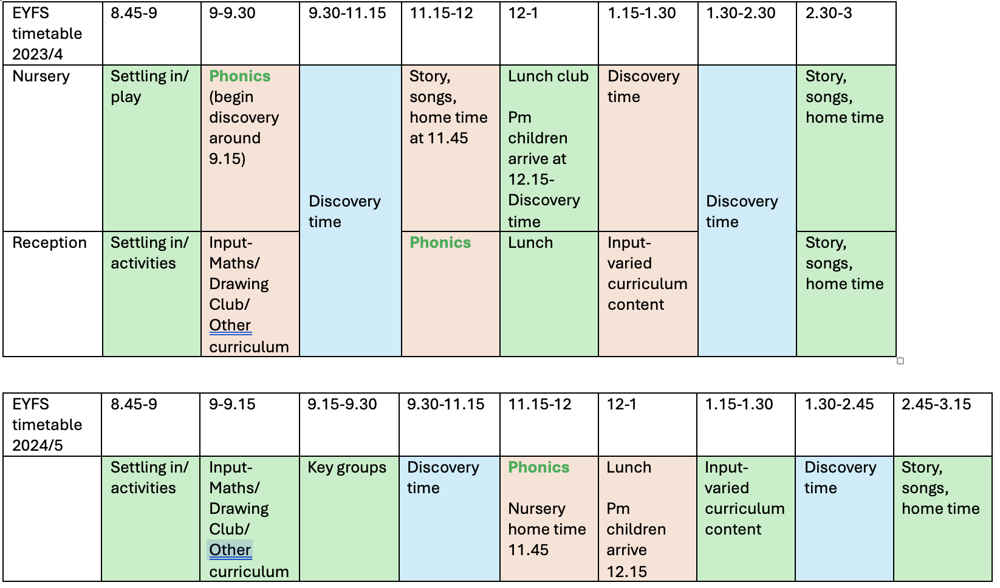 EYFS
timetable
2023/4
8.45-9
9-9.30
9.30-11.15
11.15-12
12-1
1.15-1.30
1.30-2.30
2.30-3
Nursery
Settling in/
play
Phonics
(begin
discovery
around
9.15)
Discovery
time
Story,
songs,
home time
at 11.45
Lunch club
Pm
children
arrive at
12.15-
Discovery
time
Discovery
time
Discovery
time
Story,
songs,
home time
Reception
Settling in/
activities
Input-
Maths/
Drawing
Club/
Other
curriculum
Phonics
Lunch
Input-
varied
curriculum
content
Story,
songs,
home time
EYFS
timetable
2024/5
8.45-9
9-9.15
9.15-9.30
9.30-11.15
11.15-12
12-1
1.15-1.30
1.30-2.45
2.45-3.15
Settling in/
activities
Input-
Maths/
Drawing
Club/
Other
curriculum
Key groups
Discovery
time
Phonics
Nursery
home time
11.45
Lunch
Pm
children
arrive
12.15
Input-
varied
curriculum
content
Discovery
time
Story,
songs,
home time